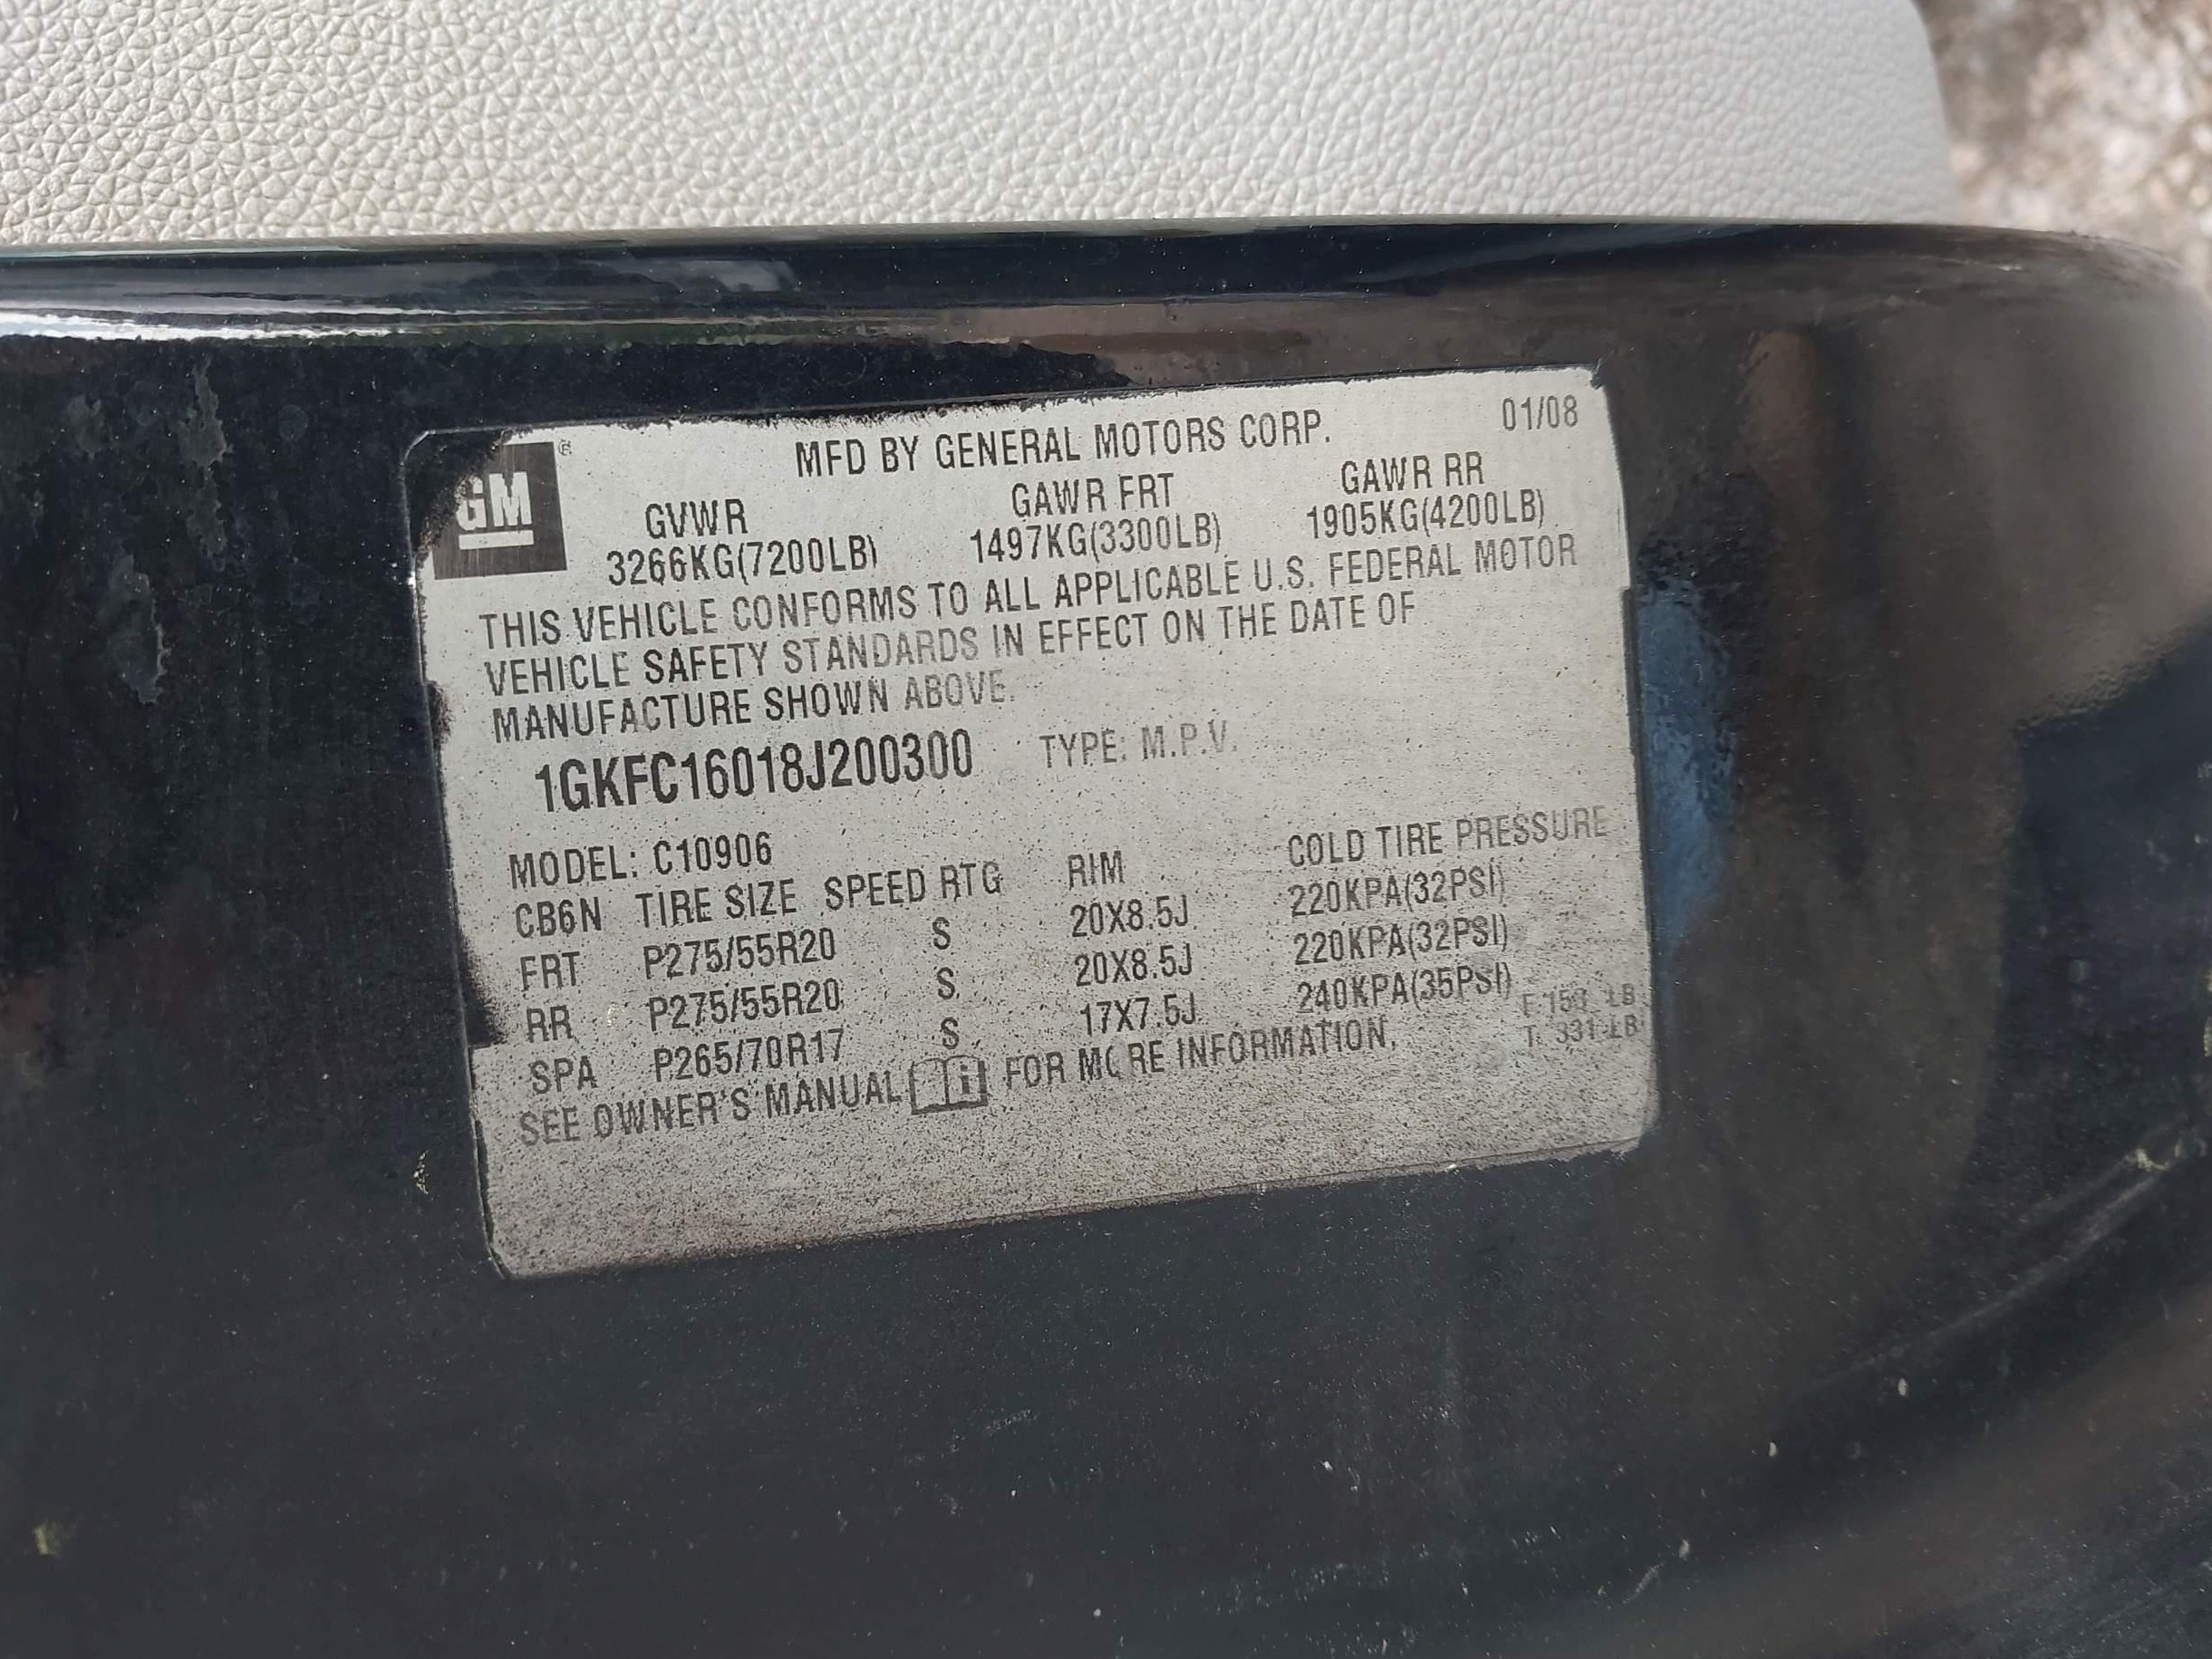 GM ®
MFD BY GENERAL MOTORS CORP. 01/08
GVWR GAWR FRT GAWR RR
3266KG(7200LB) 1497KG(3300LB) 1905KG(4200LB)
THIS VEHICLE CONFORMS TO ALL APPLICABLE U.S. FEDERAL MOTOR
VEHICLE SAFETY STANDARDS IN EFFECT ON THE DATE OF
MANUFACTURE SHOWN ABOVE.
1GKFC16018J200300 TYPE: M.P.V.
MODEL: C10906
CB6N TIRE SIZE SPEED RTG RIM COLD TIRE PRESSURE
FRT P275/55R20 S 20X8.5J 220KPA(32PSI)
RR P275/55R20 S 20X8.5J 220KPA(32PSI)
SPA P265/70R17 S 17X7.5J 240KPA(35PSI)
LB
T: 331 LB
SEE OWNER'S MANUAL FOR MORE INFORMATION.